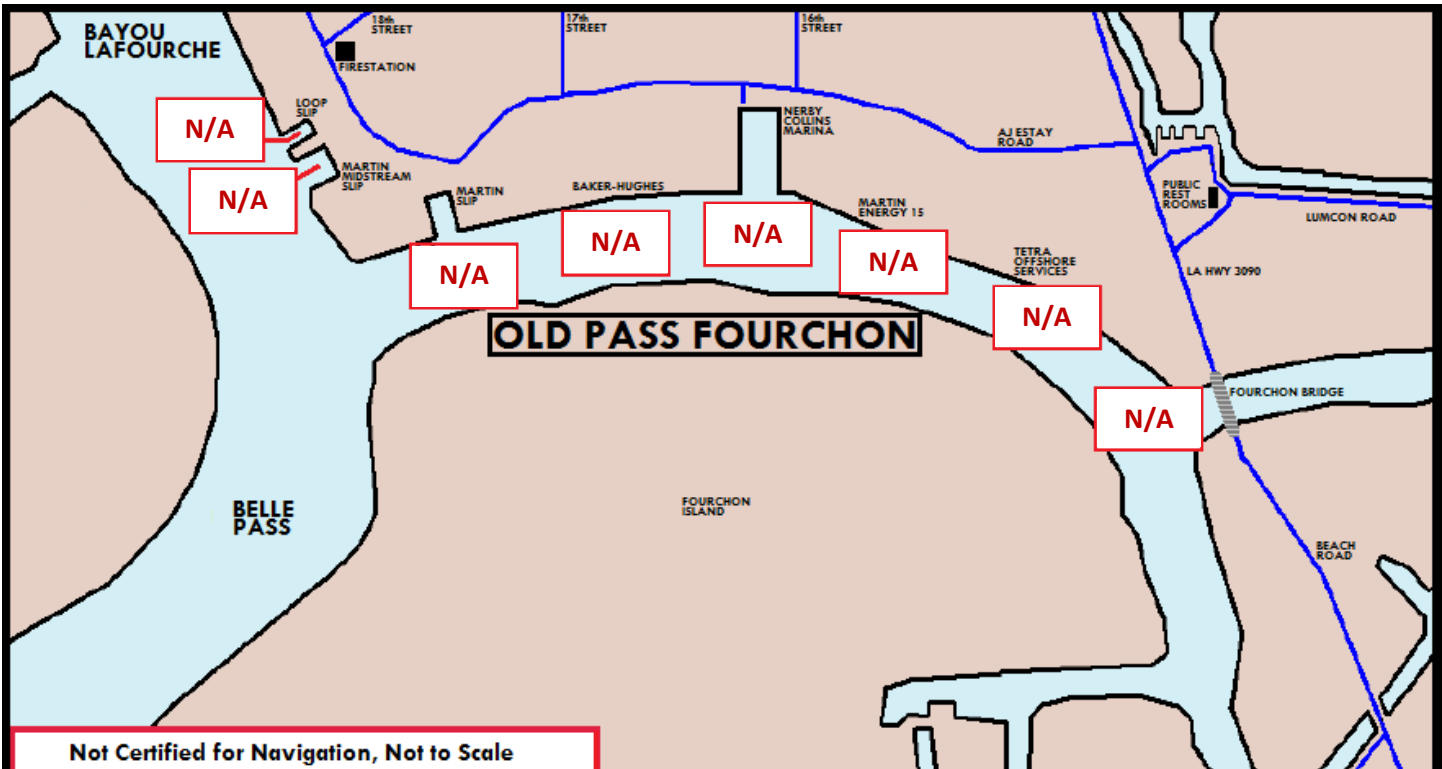 BAYOU
LAFOURCHE
18th
STREET
17th
STREET
16th
STREET
FIRESTATION
LOOP
SLIP
N/A
NERBY
COLLINS
MARINA
AJ ESTAY
ROAD
MARTIN
MIDSTREAM
SLIP
N/A
MARTIN
SLIP
BAKER-HUGHES
MARTIN
ENERGY 15
PUBLIC
REST
ROOMS
LUMCON ROAD
N/A
N/A
N/A
N/A
TETRA
OFFSHORE
SERVICES
LA HWY 3090
N/A
OLD PASS FOURCHON
FOURCHON BRIDGE
N/A
BELLE
PASS
FOURCHON
ISLAND
BEACH
ROAD
Not Certified for Navigation, Not to Scale